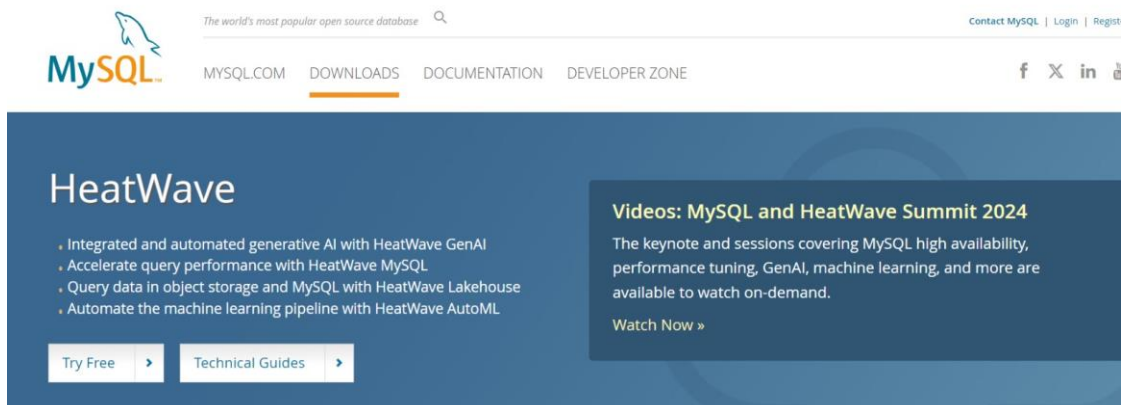 The world's most popular open source database
Contact MySQL | Login |
MySQL™
MYSQL.COM DOWNLOADS DOCUMENTATION DEVELOPER ZONE
HeatWave
Integrated and automated generative AI with HeatWave GenAI
Accelerate query performance with HeatWave MySQL
Query data in object storage and MySQL with HeatWave Lakehouse
Automate the machine learning pipeline with HeatWave AutoML
Try Free
Technical Guides
Videos: MySQL and HeatWave Summit 2024
The keynote and sessions covering MySQL high availability,
performance tuning, GenAI, machine learning, and more are
available to watch on-demand.
Watch Now »